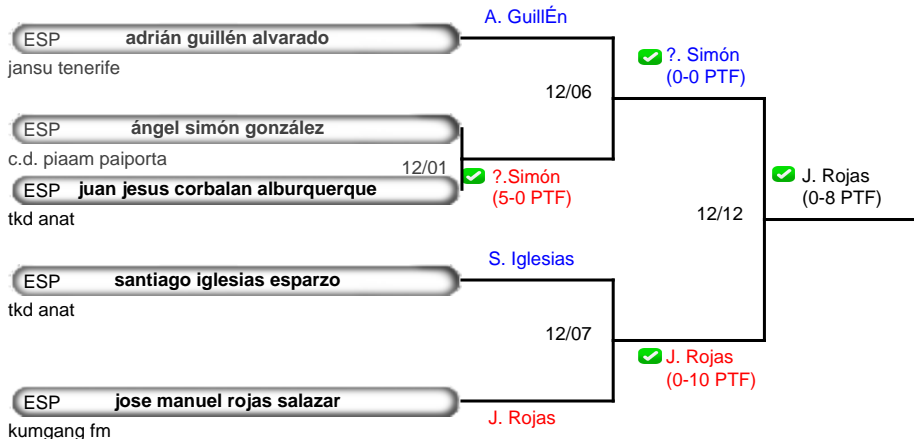 A. GuillÉn
ESP adrián guillén alvarado
jansu tenerife
?. Simón
(0-0 PTF)
12/06
ESP ángel simón gonzález
c.d. piaam paiporta
12/01
?.Simón
(5-0 PTF)
ESP juan jesus corbalan alburquerque
tkd anat
J. Rojas
(0-8 PTF)
12/12
S. Iglesias
ESP santiago iglesias esparzo
tkd anat
12/07
J. Rojas
(0-10 PTF)
ESP jose manuel rojas salazar
J. Rojas
kumgang fm